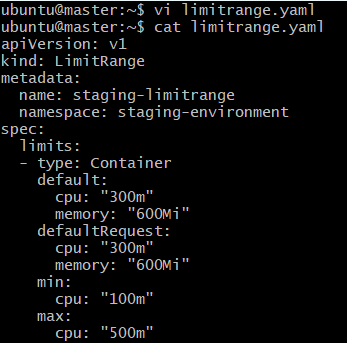 ubuntu@master:~$ vi limitrange.yaml
ubuntu@master:~$ cat limitrange.yaml
apiVersion: v1
kind: LimitRange
metadata:
  name: staging-limitrange
  namespace: staging-environment
spec:
  limits:
  - type: Container
    default:
      cpu: "300m"
      memory: "600Mi"
    defaultRequest:
      cpu: "300m"
      memory: "600Mi"
    min:
      cpu: "100m"
    max:
      cpu: "500m"